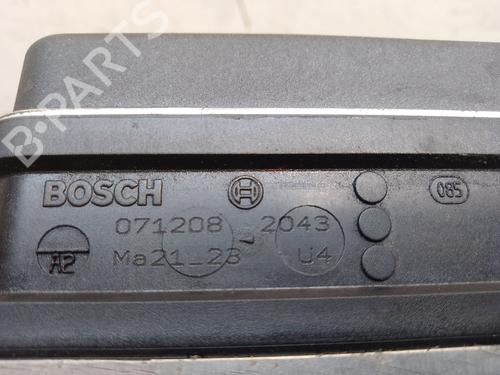 B-PARTS
BOSCH
085
071208 2043
A2
Ma21_23 U4